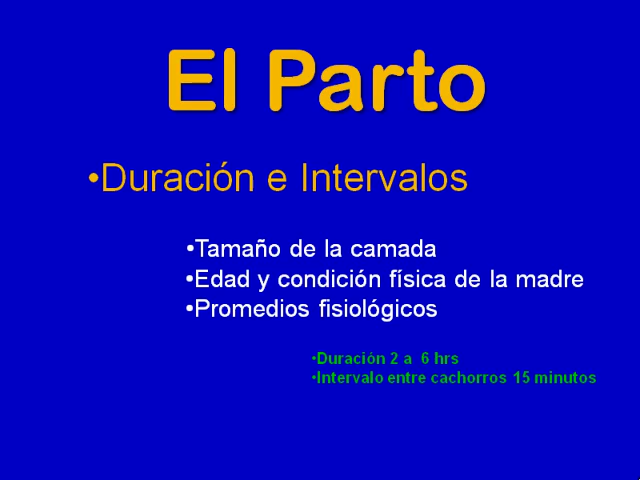 El Parto
•Duración e Intervalos
•Tamaño de la camada
•Edad y condición física de la madre
•Promedios fisiológicos
•Duración 2 a  6 hrs
•Intervalo entre cachorros 15 minutos